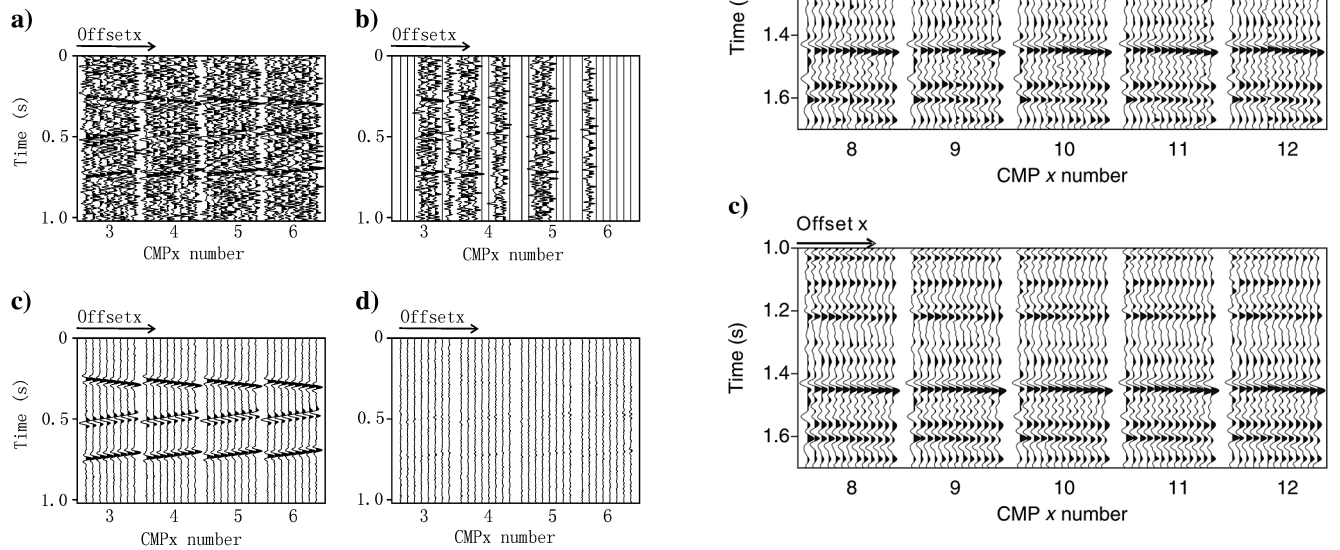 a)
Offsetx
0
0.5
1.0
Time (s)
3 4 5 6
CMPx number
b)
Offsetx
0
0.5
1.0
3 4 5 6
CMPx number
c)
Offsetx
0
0.5
1.0
Time (s)
3 4 5 6
CMPx number
d)
Offsetx
0
0.5
1.0
3 4 5 6
CMPx number
Time (
1.4
1.6
8 9 10 11 12
CMP x number
c)
Offset x
1.0
1.2
1.4
1.6
Time (s)
8 9 10 11 12
CMP x number